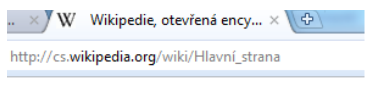 .. × W Wikipedie, otevřená ency... ×
http://cs.wikipedia.org/wiki/Hlavní_strana